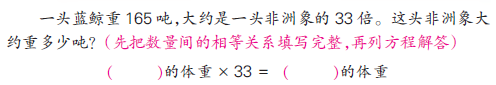 一头蓝鲸重165吨,大约是一头非洲象的33倍。这头非洲象大
约重多少吨?(先把数量间的相等关系填写完整,再列方程解答)
(　　)的体重×33=(　　)的体重